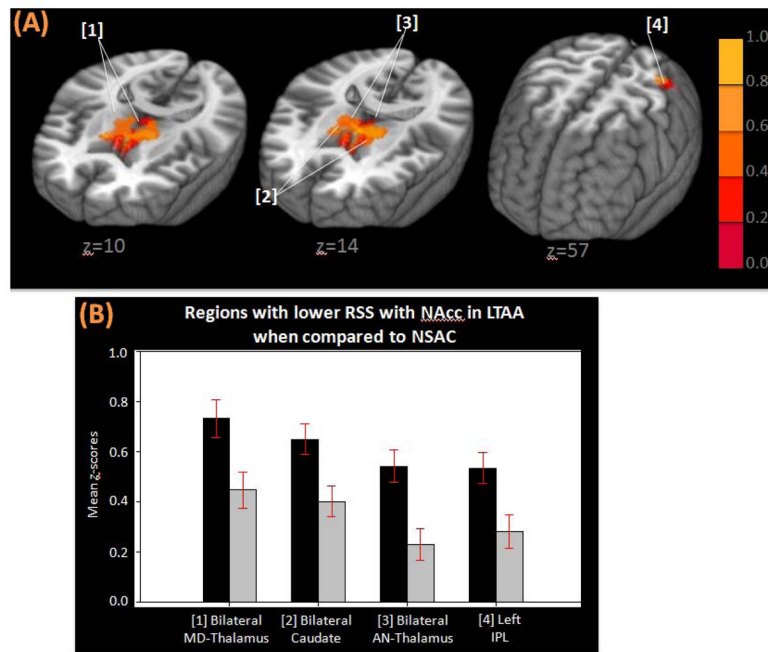 (A)
[1]
[3]
[4]
[2]
z=10
z=14
z=57
1.0
0.8
0.6
0.4
0.2
0.0
(B)
Regions with lower RSS with NAcc in LTAA
when compared to NSAC
1.0
0.8
0.6
0.4
0.2
0.0
Mean z-scores
[1] Bilateral
MD-Thalamus
[2] Bilateral
Caudate
[3] Bilateral
AN-Thalamus
[4] Left
IPL